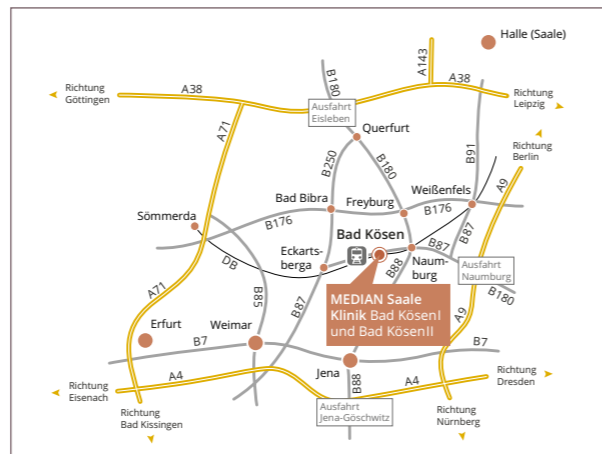 Halle (Saale)
A143
B180
A38
A38
Richtung
Göttingen
Richtung
Leipzig
Ausfahrt
Eisleben
A71
Querfurt
Richtung
Berlin
B91
B250
B180
A9
Weißenfels
Bad Bibra
Freyburg
B176
B176
Sömmerda
Bad Kösen
B87
B87
DB
Eckarts-
berga
B88
Naum-
burg
Ausfahrt
Naumburg
B180
A71
B85
B87
MEDIAN Saale
Klinik Bad Kösen I
und Bad Kösen II
A9
Erfurt
Weimar
B7
B7
Jena
Richtung
Eisenach
A4
B88
A4
Richtung
Dresden
Richtung
Bad Kissingen
Ausfahrt
Jena-Göschwitz
Richtung
Nürnberg